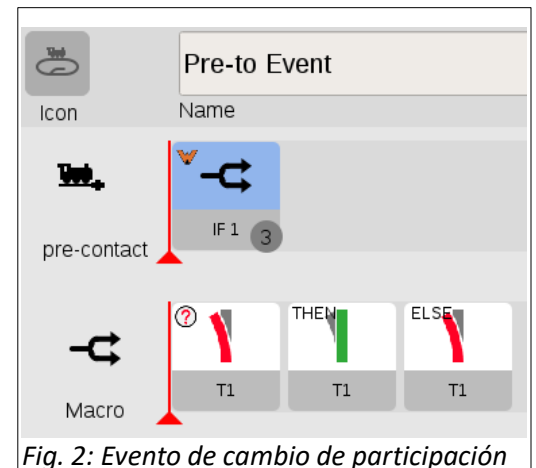 Pre-to Event
Icon
Name
pre-contact
IF 1
3
?
THEN
ELSE
T1
T1
T1
Macro
Fig. 2: Evento de cambio de participación